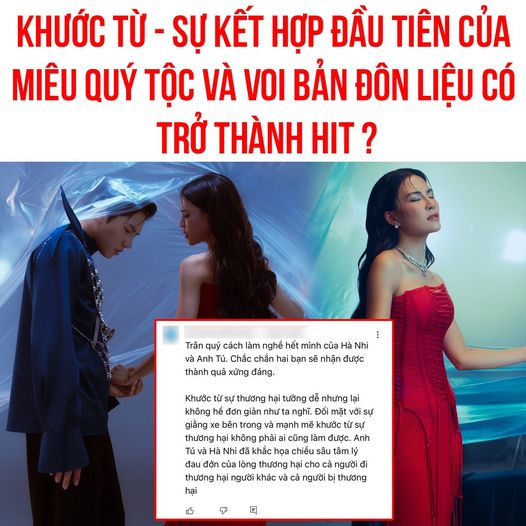 KHƯỚC TỪ - SỰ KẾT HỢP ĐẦU TIÊN CỦA
MIÊU QUÝ TỘC VÀ VOI BẢN ĐÔN LIỆU CÓ
TRỞ THÀNH HIT ?
Trân quý cách làm nghề hết mình của Hà Nhi
và Anh Tú. Chắc chắn hai bạn sẽ nhận được
thành quả xứng đáng.
Khước từ sự thương hại tưởng dễ nhưng lại
không hề đơn giản như ta nghĩ. Đối mặt với sự
giằng xe bên trong và mạnh mẽ khước từ sự
thương hại không phải ai cũng làm được. Anh
Tú và Hà Nhi đã khắc họa chiều sâu tâm lý
đau đớn của lòng thương hại cho cả người đi
thương hại người khác và cả người bị thương
hại